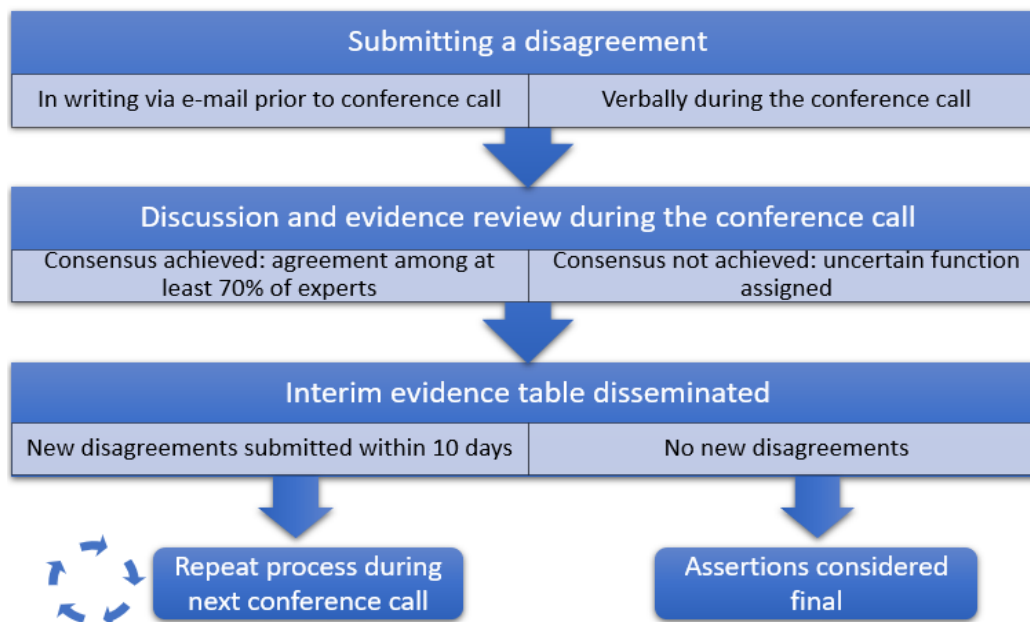 Submitting a disagreement
In writing via e-mail prior to conference call
Verbally during the conference call
Discussion and evidence review during the conference call
Consensus achieved: agreement among at
least 70% of experts
Consensus not achieved: uncertain function
assigned
Interim evidence table disseminated
New disagreements submitted within 10 days
No new disagreements
Repeat process during
next conference call
Assertions considered
final